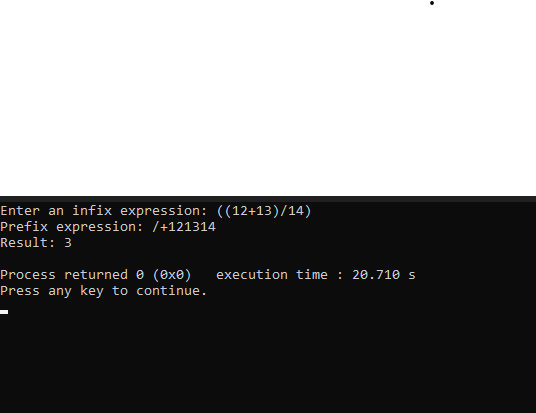 Enter an infix expression: ((12+13)/14)
Prefix expression: /+121314
Result: 3
Process returned 0 (0x0)   execution time : 20.710 s
Press any key to continue.